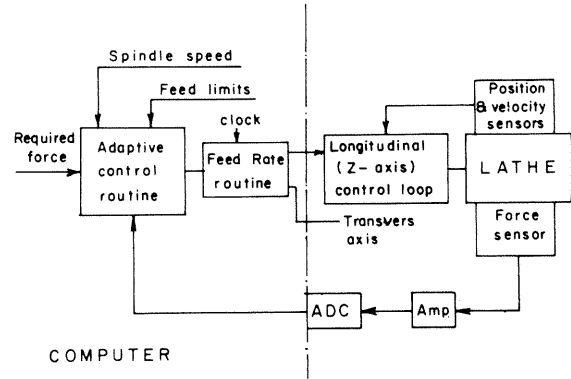 Spindle speed
Feed limits
clock
Required
force
Adaptive
control
routine
Feed Rate
routine
Longitudinal
(Z-axis)
control loop
Position
& velocity
sensors
LATHE
Force
sensor
Transvers
axis
ADC
Amp.
COMPUTER